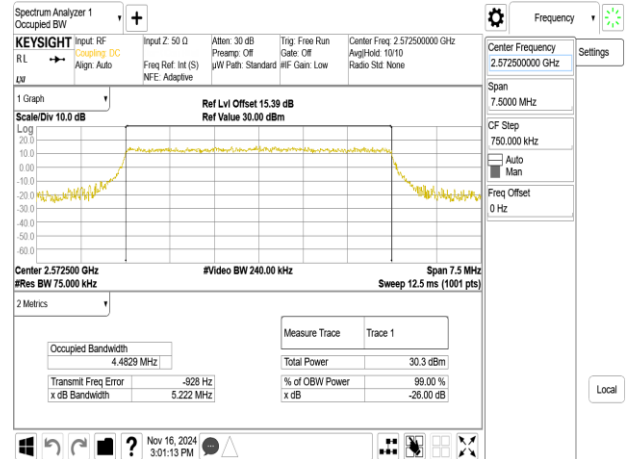 Spectrum Analyzer 1
Occupied BW
Frequency
KEYSIGHT
Input: RF
Coupling: DC
Align: Auto
Input Z: 50 Ω
Freq Ref: Int (S)
NFE: Adaptive
Atten: 30 dB
Preamp: Off
µW Path: Standard
Trig: Free Run
Gate: Off
#IF Gain: Low
Center Freq: 2.572500000 GHz
Avg|Hold: 10/10
Radio Std: None
RL
LXI
Center Frequency
2.572500000 GHz
Settings
Span
7.5000 MHz
CF Step
750.000 kHz
Auto
Man
Freq Offset
0 Hz
Local
1 Graph
Ref Lvl Offset 15.39 dB
Scale/Div 10.0 dB
Ref Value 30.00 dBm
Log
20.0
10.0
0.00
-10.0
-20.0
-30.0
-40.0
-50.0
-60.0
Center 2.572500 GHz
#Video BW 240.00 kHz
Span 7.5 MHz
#Res BW 75.000 kHz
Sweep 12.5 ms (1001 pts)
2 Metrics
Measure Trace Trace 1
Occupied Bandwidth
4.4829 MHz
Total Power 30.3 dBm
Transmit Freq Error -928 Hz
% of OBW Power 99.00 %
x dB Bandwidth 5.222 MHz
x dB -26.00 dB
?
Nov 16, 2024
3:01:13 PM